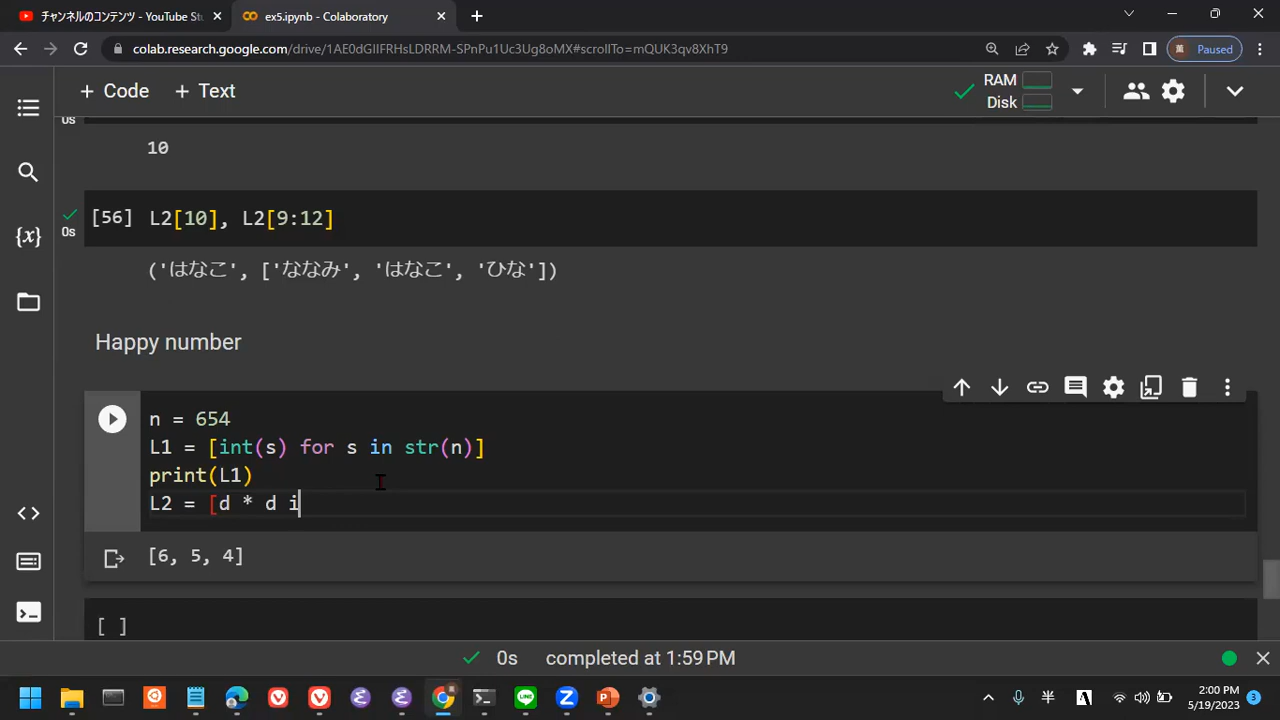 チャンネルのコンテンツ - YouTube Stu
ex5.ipynb - Colaboratory
colab.research.google.com/drive/1AE0dGIIFRHsLDRRM-SPnPu1Uc3Ug8oMX#scrollTo=mQUK3qv8XhT9
Paused
+ Code + Text
RAM
Disk
0s
10
[56] L2[10], L2[9:12]
0s
('はなこ', ['ななみ', 'はなこ', 'ひな'])
Happy number
n = 654
L1 = [int(s) for s in str(n)]
print(L1)
L2 = [d * d i
[6, 5, 4]
[ ]
0s completed at 1:59 PM
半 A
2:00 PM
5/19/2023
3